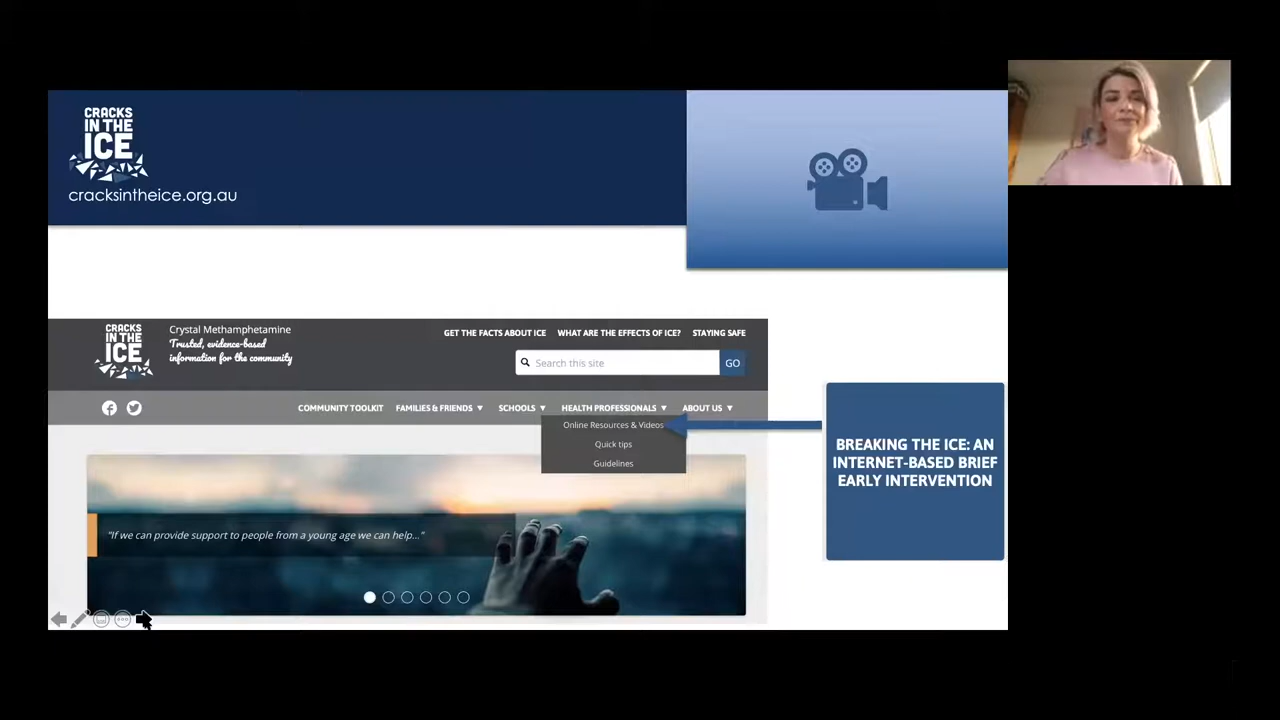 CRACKS
IN THE
ICE
cracksintheice.org.au
CRACKS
IN THE
ICE
Crystal Methamphetamine
Trusted, evidence-based
information for the community
GET THE FACTS ABOUT ICE
WHAT ARE THE EFFECTS OF ICE?
STAYING SAFE
Search this site
GO
COMMUNITY TOOLKIT
FAMILIES & FRIENDS
SCHOOLS
HEALTH PROFESSIONALS
ABOUT US
Online Resources & Videos
Quick tips
Guidelines
"If we can provide support to people from a young age we can help..."
BREAKING THE ICE: AN
INTERNET-BASED BRIEF
EARLY INTERVENTION